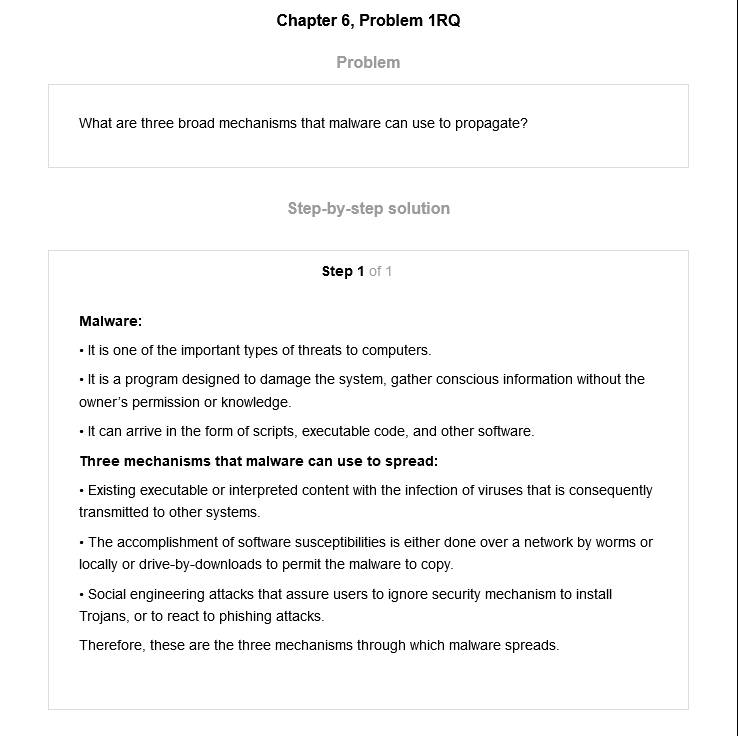 Chapter 6, Problem 1RQ
Problem
What are three broad mechanisms that malware can use to propagate?
Step-by-step solution
Step 1 of 1
Malware:
• It is one of the important types of threats to computers.
• It is a program designed to damage the system, gather conscious information without the
owner’s permission or knowledge.
• It can arrive in the form of scripts, executable code, and other software.
Three mechanisms that malware can use to spread:
• Existing executable or interpreted content with the infection of viruses that is consequently
transmitted to other systems.
• The accomplishment of software susceptibilities is either done over a network by worms or
locally or drive-by-downloads to permit the malware to copy.
• Social engineering attacks that assure users to ignore security mechanism to install
Trojans, or to react to phishing attacks.
Therefore, these are the three mechanisms through which malware spreads.